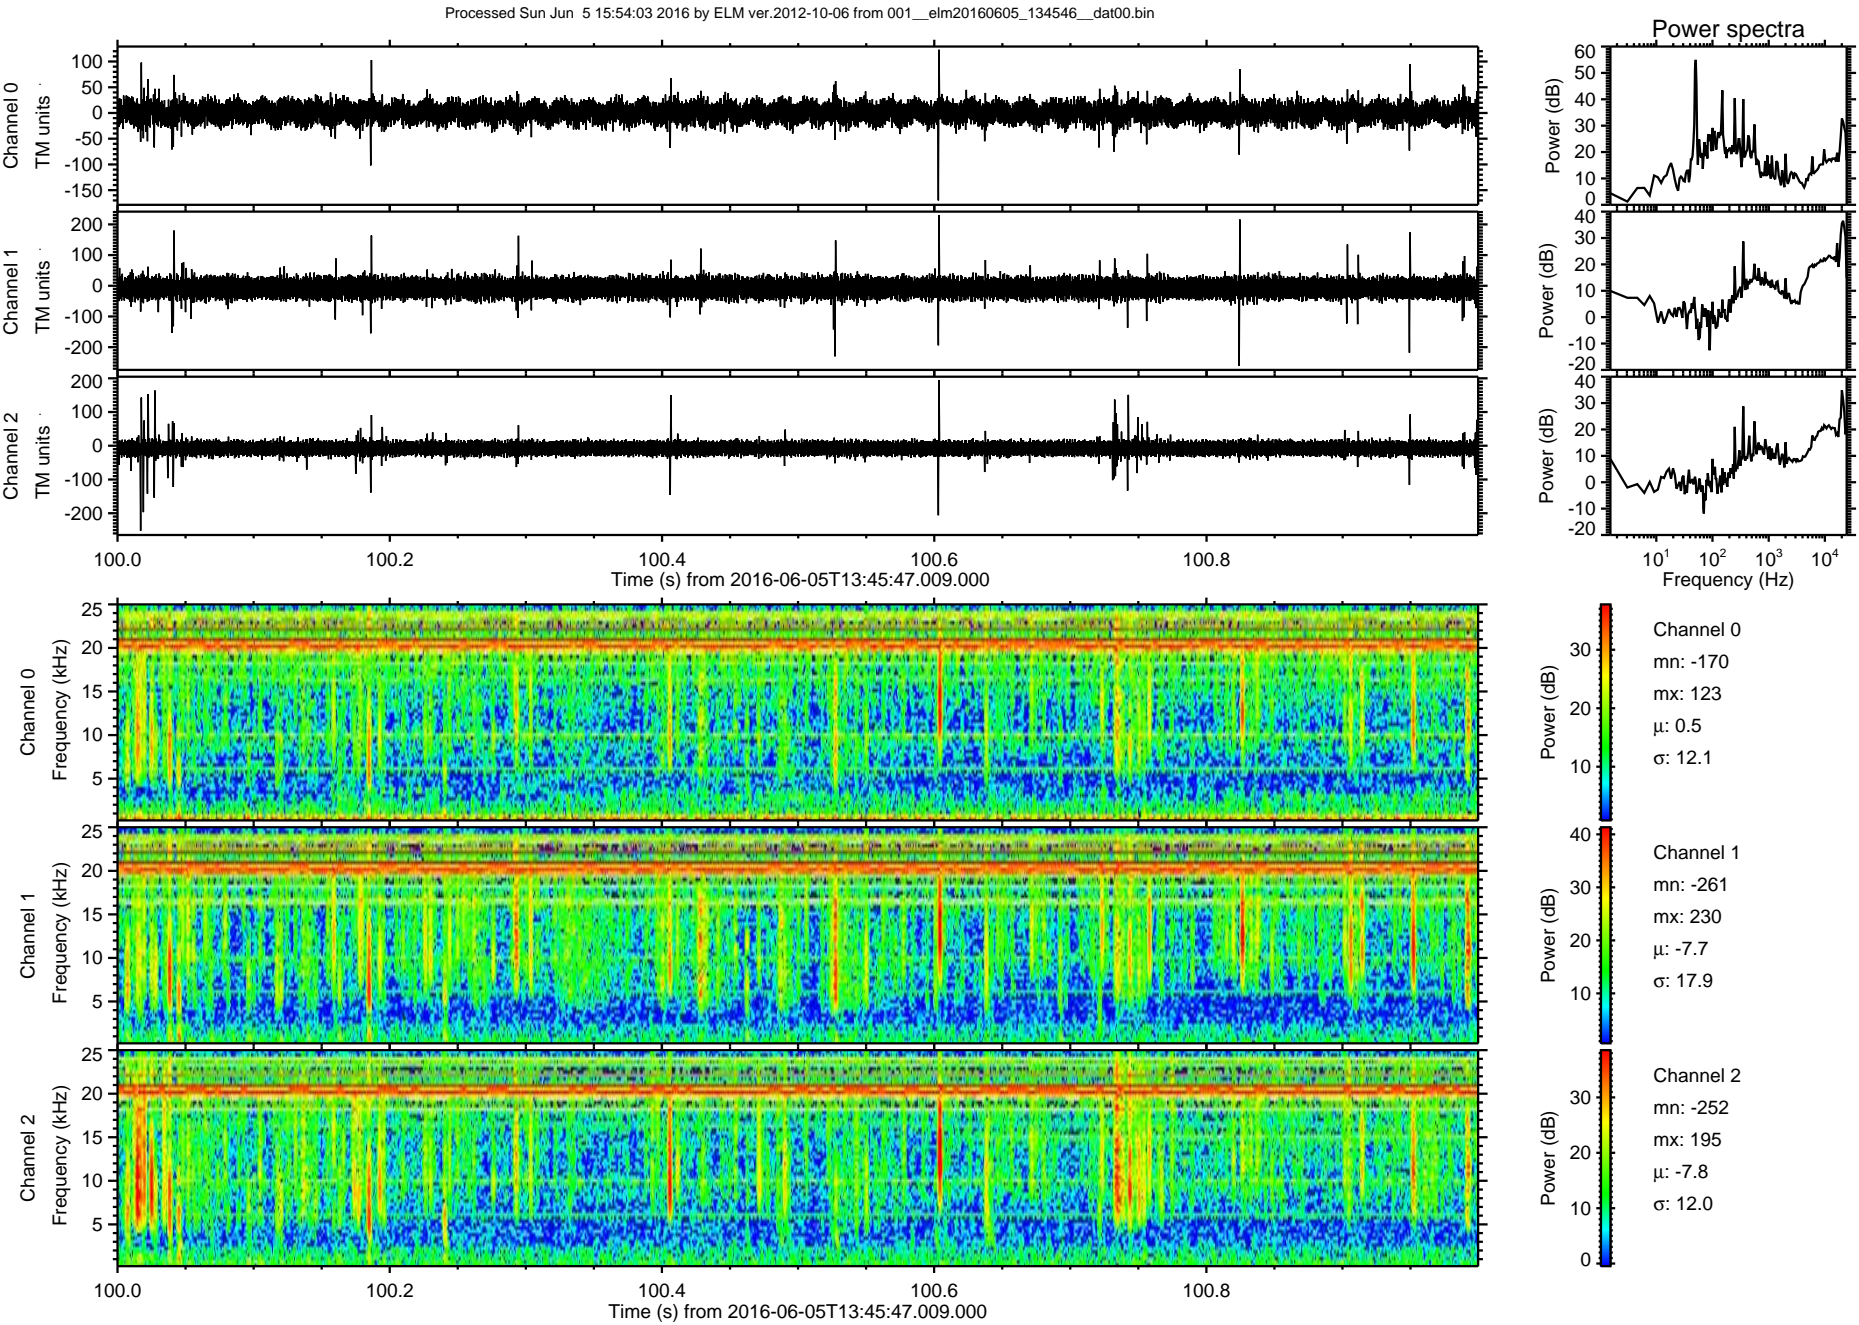 Processed Sun Jun 5 15:54:03 2016 by ELM ver.2012-10-06 from 001__elm20160605_134546__dat00.bin
Power spectra
Channel 0
TM units
100
50
0
-50
-100
-150
Power (dB)
60
50
40
30
20
10
0
Channel 1
TM units
200
100
0
-100
-200
Power (dB)
40
30
20
10
0
-10
-20
Channel 2
TM units
200
100
0
-100
-200
Power (dB)
40
30
20
10
0
-10
-20
100.0 100.2 100.4 100.6 100.8
Time (s) from 2016-06-05T13:45:47.009.000
10¹ 10² 10³ 10⁴
Frequency (Hz)
Channel 0
Frequency (kHz)
25
20
15
10
5
Power (dB)
30
20
10
Channel 0
mn: -170
mx: 123
μ: 0.5
σ: 12.1
Channel 1
Frequency (kHz)
25
20
15
10
5
Power (dB)
40
30
20
10
Channel 1
mn: -261
mx: 230
μ: -7.7
σ: 17.9
Channel 2
Frequency (kHz)
25
20
15
10
5
Power (dB)
30
20
10
0
Channel 2
mn: -252
mx: 195
μ: -7.8
σ: 12.0
100.0 100.2 100.4 100.6 100.8
Time (s) from 2016-06-05T13:45:47.009.000